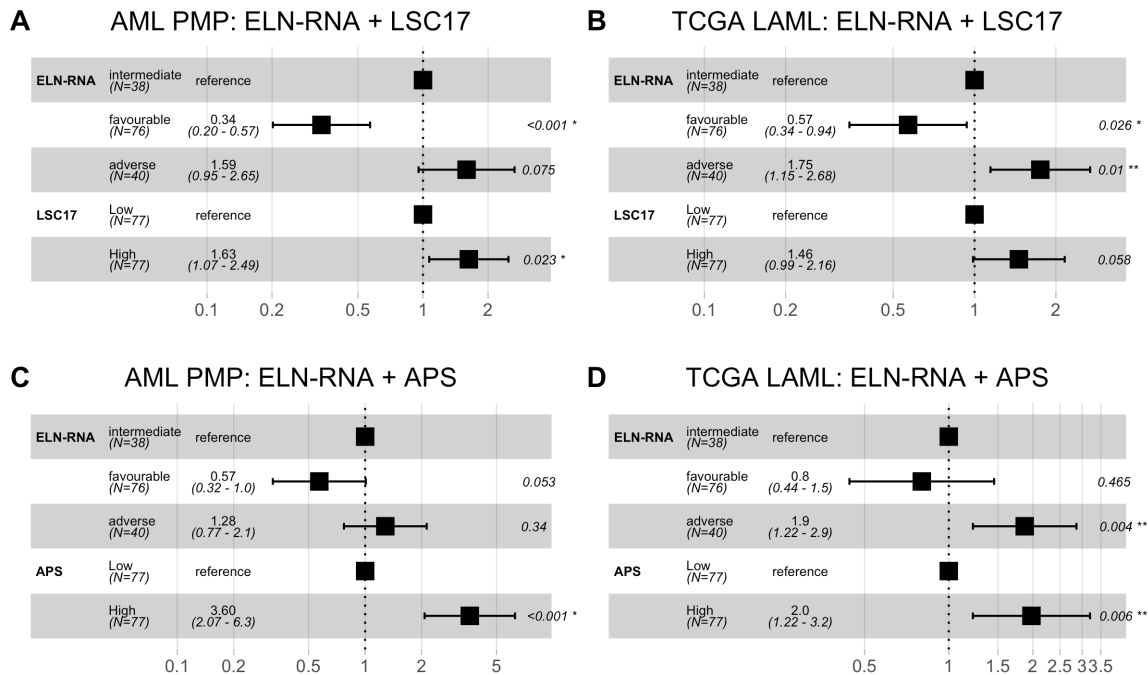 A AML PMP: ELN-RNA + LSC17
ELN-RNA intermediate reference
(N=38)
favourable 0.34 <0.001 *
(N=76) (0.20 - 0.57)
adverse 1.59 0.075
(N=40) (0.95 - 2.65)
LSC17 Low reference
(N=77)
High 1.63 0.023 *
(N=77) (1.07 - 2.49)
0.1 0.2 0.5 1 2
B TCGA LAML: ELN-RNA + LSC17
ELN-RNA intermediate reference
(N=38)
favourable 0.57 0.026 *
(N=76) (0.34 - 0.94)
adverse 1.75 0.01 **
(N=40) (1.15 - 2.68)
LSC17 Low reference
(N=77)
High 1.46 0.058
(N=77) (0.99 - 2.16)
0.1 0.2 0.5 1 2
C AML PMP: ELN-RNA + APS
ELN-RNA intermediate reference
(N=38)
favourable 0.57 0.053
(N=76) (0.32 - 1.0)
adverse 1.28 0.34
(N=40) (0.77 - 2.1)
APS Low reference
(N=77)
High 3.60 <0.001 *
(N=77) (2.07 - 6.3)
0.1 0.2 0.5 1 2 5
D TCGA LAML: ELN-RNA + APS
ELN-RNA intermediate reference
(N=38)
favourable 0.8 0.465
(N=76) (0.44 - 1.5)
adverse 1.9 0.004 **
(N=40) (1.22 - 2.9)
APS Low reference
(N=77)
High 2.0 0.006 **
(N=77) (1.22 - 3.2)
0.5 1 1.5 2 2.5 3 3.5